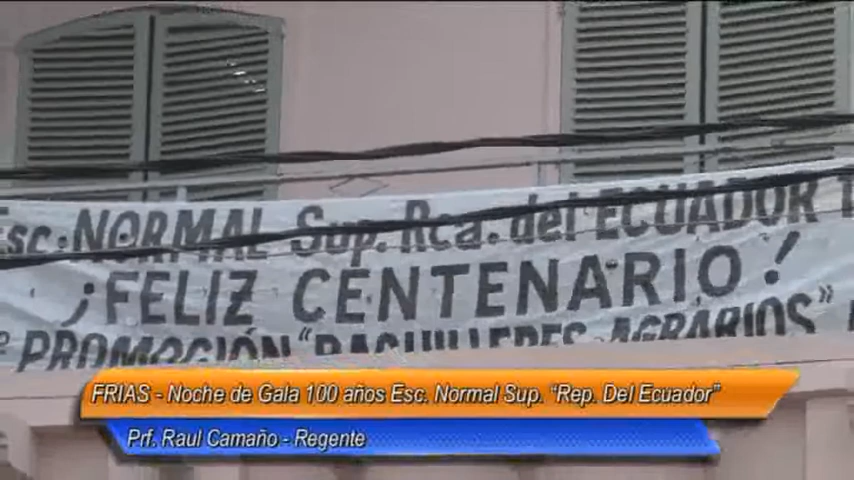 Esc. NORMAL Sup. Rca. del ECUADOR
¡FELIZ CENTENARIO!
PROMOCIÓN "BACHILLERES AGRARIOS"
FRIAS - Noche de Gala 100 años Esc. Normal Sup. “Rep. Del Ecuador”
Prf. Raul Camaño - Regente